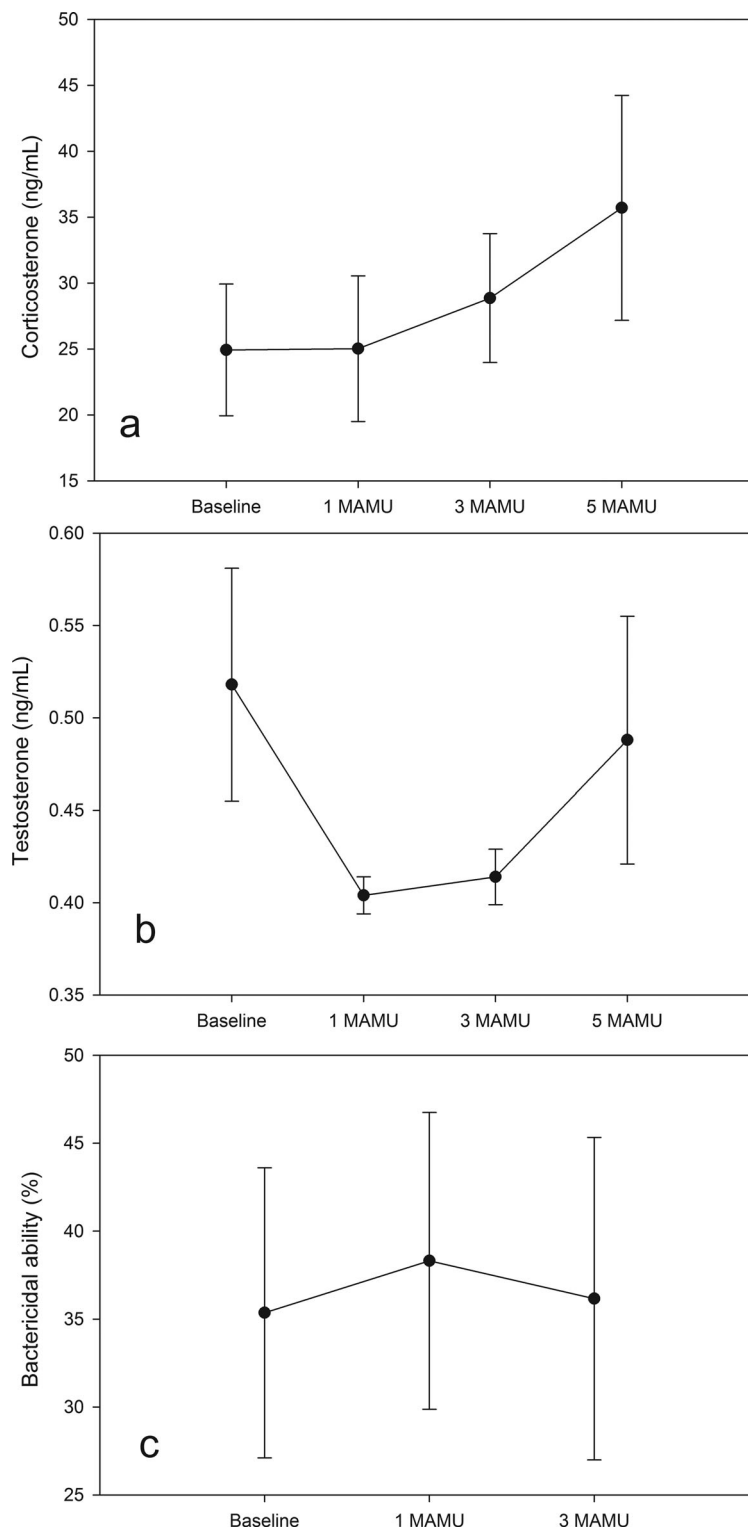 50
45
40
35
30
25
20
15
Corticosterone (ng/mL)
a
Baseline 1 MAMU 3 MAMU 5 MAMU
0.60
0.55
0.50
0.45
0.40
0.35
Testosterone (ng/mL)
b
Baseline 1 MAMU 3 MAMU 5 MAMU
50
45
40
35
30
25
Bactericidal ability (%)
c
Baseline 1 MAMU 3 MAMU